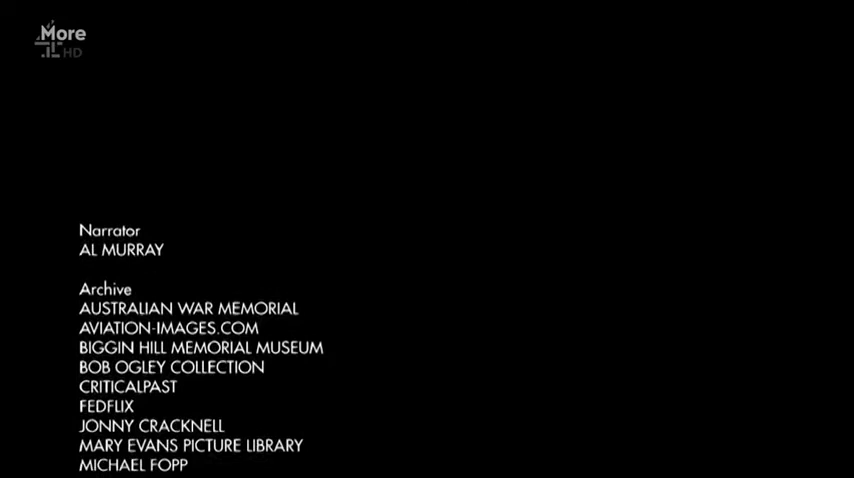 More
HD
Narrator
AL MURRAY
Archive
AUSTRALIAN WAR MEMORIAL
AVIATION-IMAGES.COM
BIGGIN HILL MEMORIAL MUSEUM
BOB OGLEY COLLECTION
CRITICALPAST
FEDFLIX
JONNY CRACKNELL
MARY EVANS PICTURE LIBRARY
MICHAEL FOPP